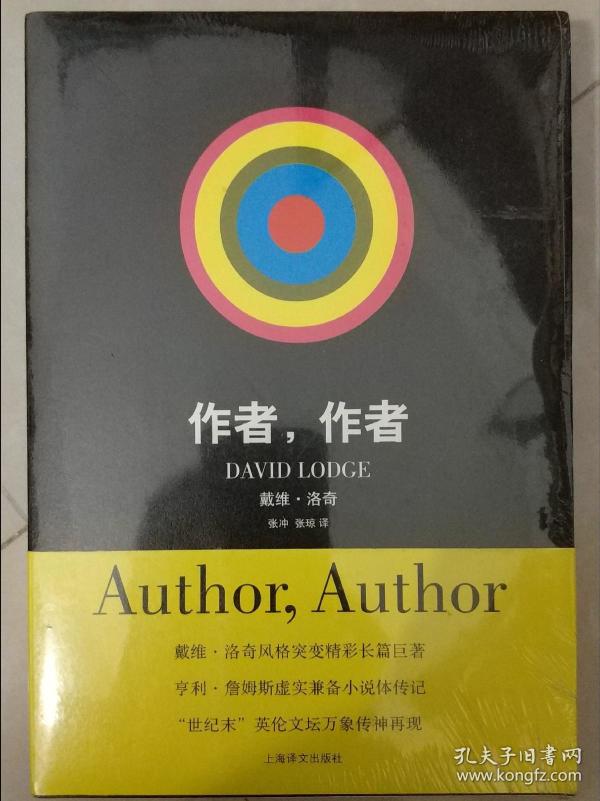 作者，作者
DAVID LODGE
戴维·洛奇
张冲 张琼 译
Author, Author
戴维·洛奇风格突变精彩长篇巨著
亨利·詹姆斯虚实兼备小说体传记
“世纪末”英伦文坛万象传神再现
上海译文出版社
孔夫子旧书网
www.kongfz.com